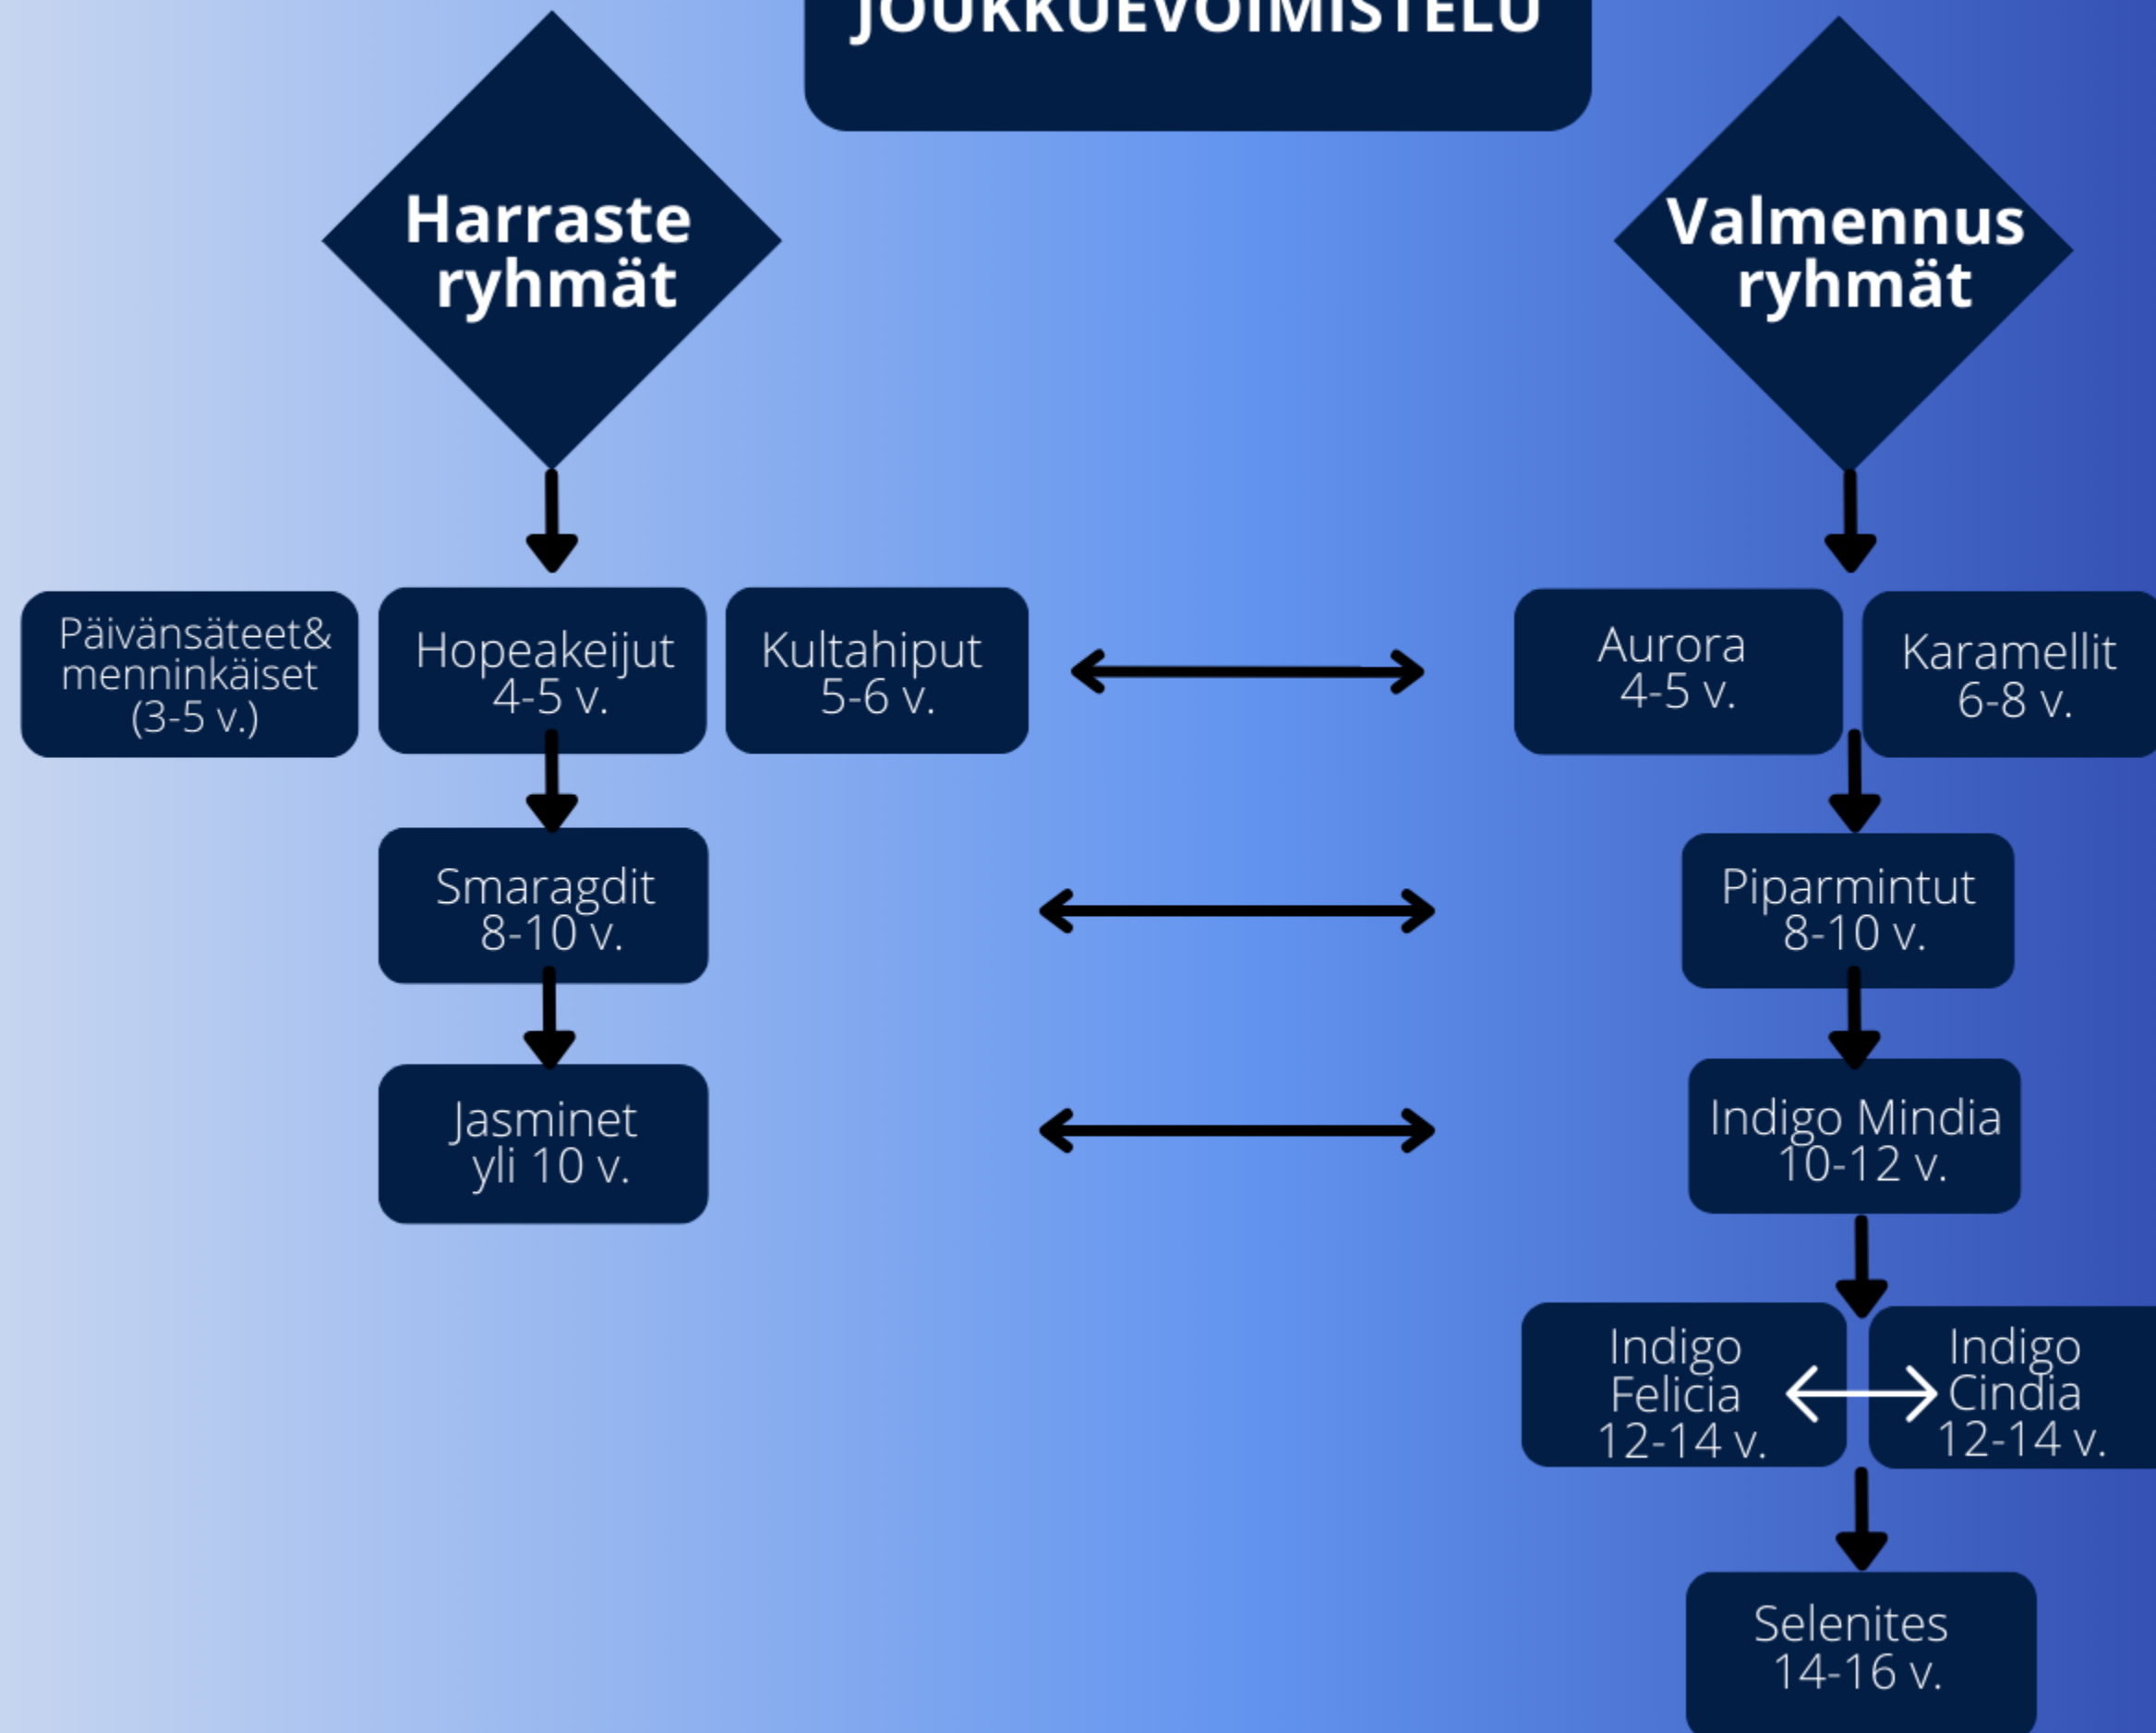 JOUKKUEVOIMISTELU
Harraste
ryhmät
Valmennus
ryhmät
Päivänsäteet&
menninkäiset
(3-5 v.)
Hopeakeijut
4-5 v.
Kultahiput
5-6 v.
Aurora
4-5 v.
Karamellit
6-8 v.
Smaragdit
8-10 v.
Piparmintut
8-10 v.
Jasminet
yli 10 v.
Indigo Mindia
10-12 v.
Indigo
Felicia
12-14 v.
Indigo
Cindia
12-14 v.
Selenites
14-16 v.